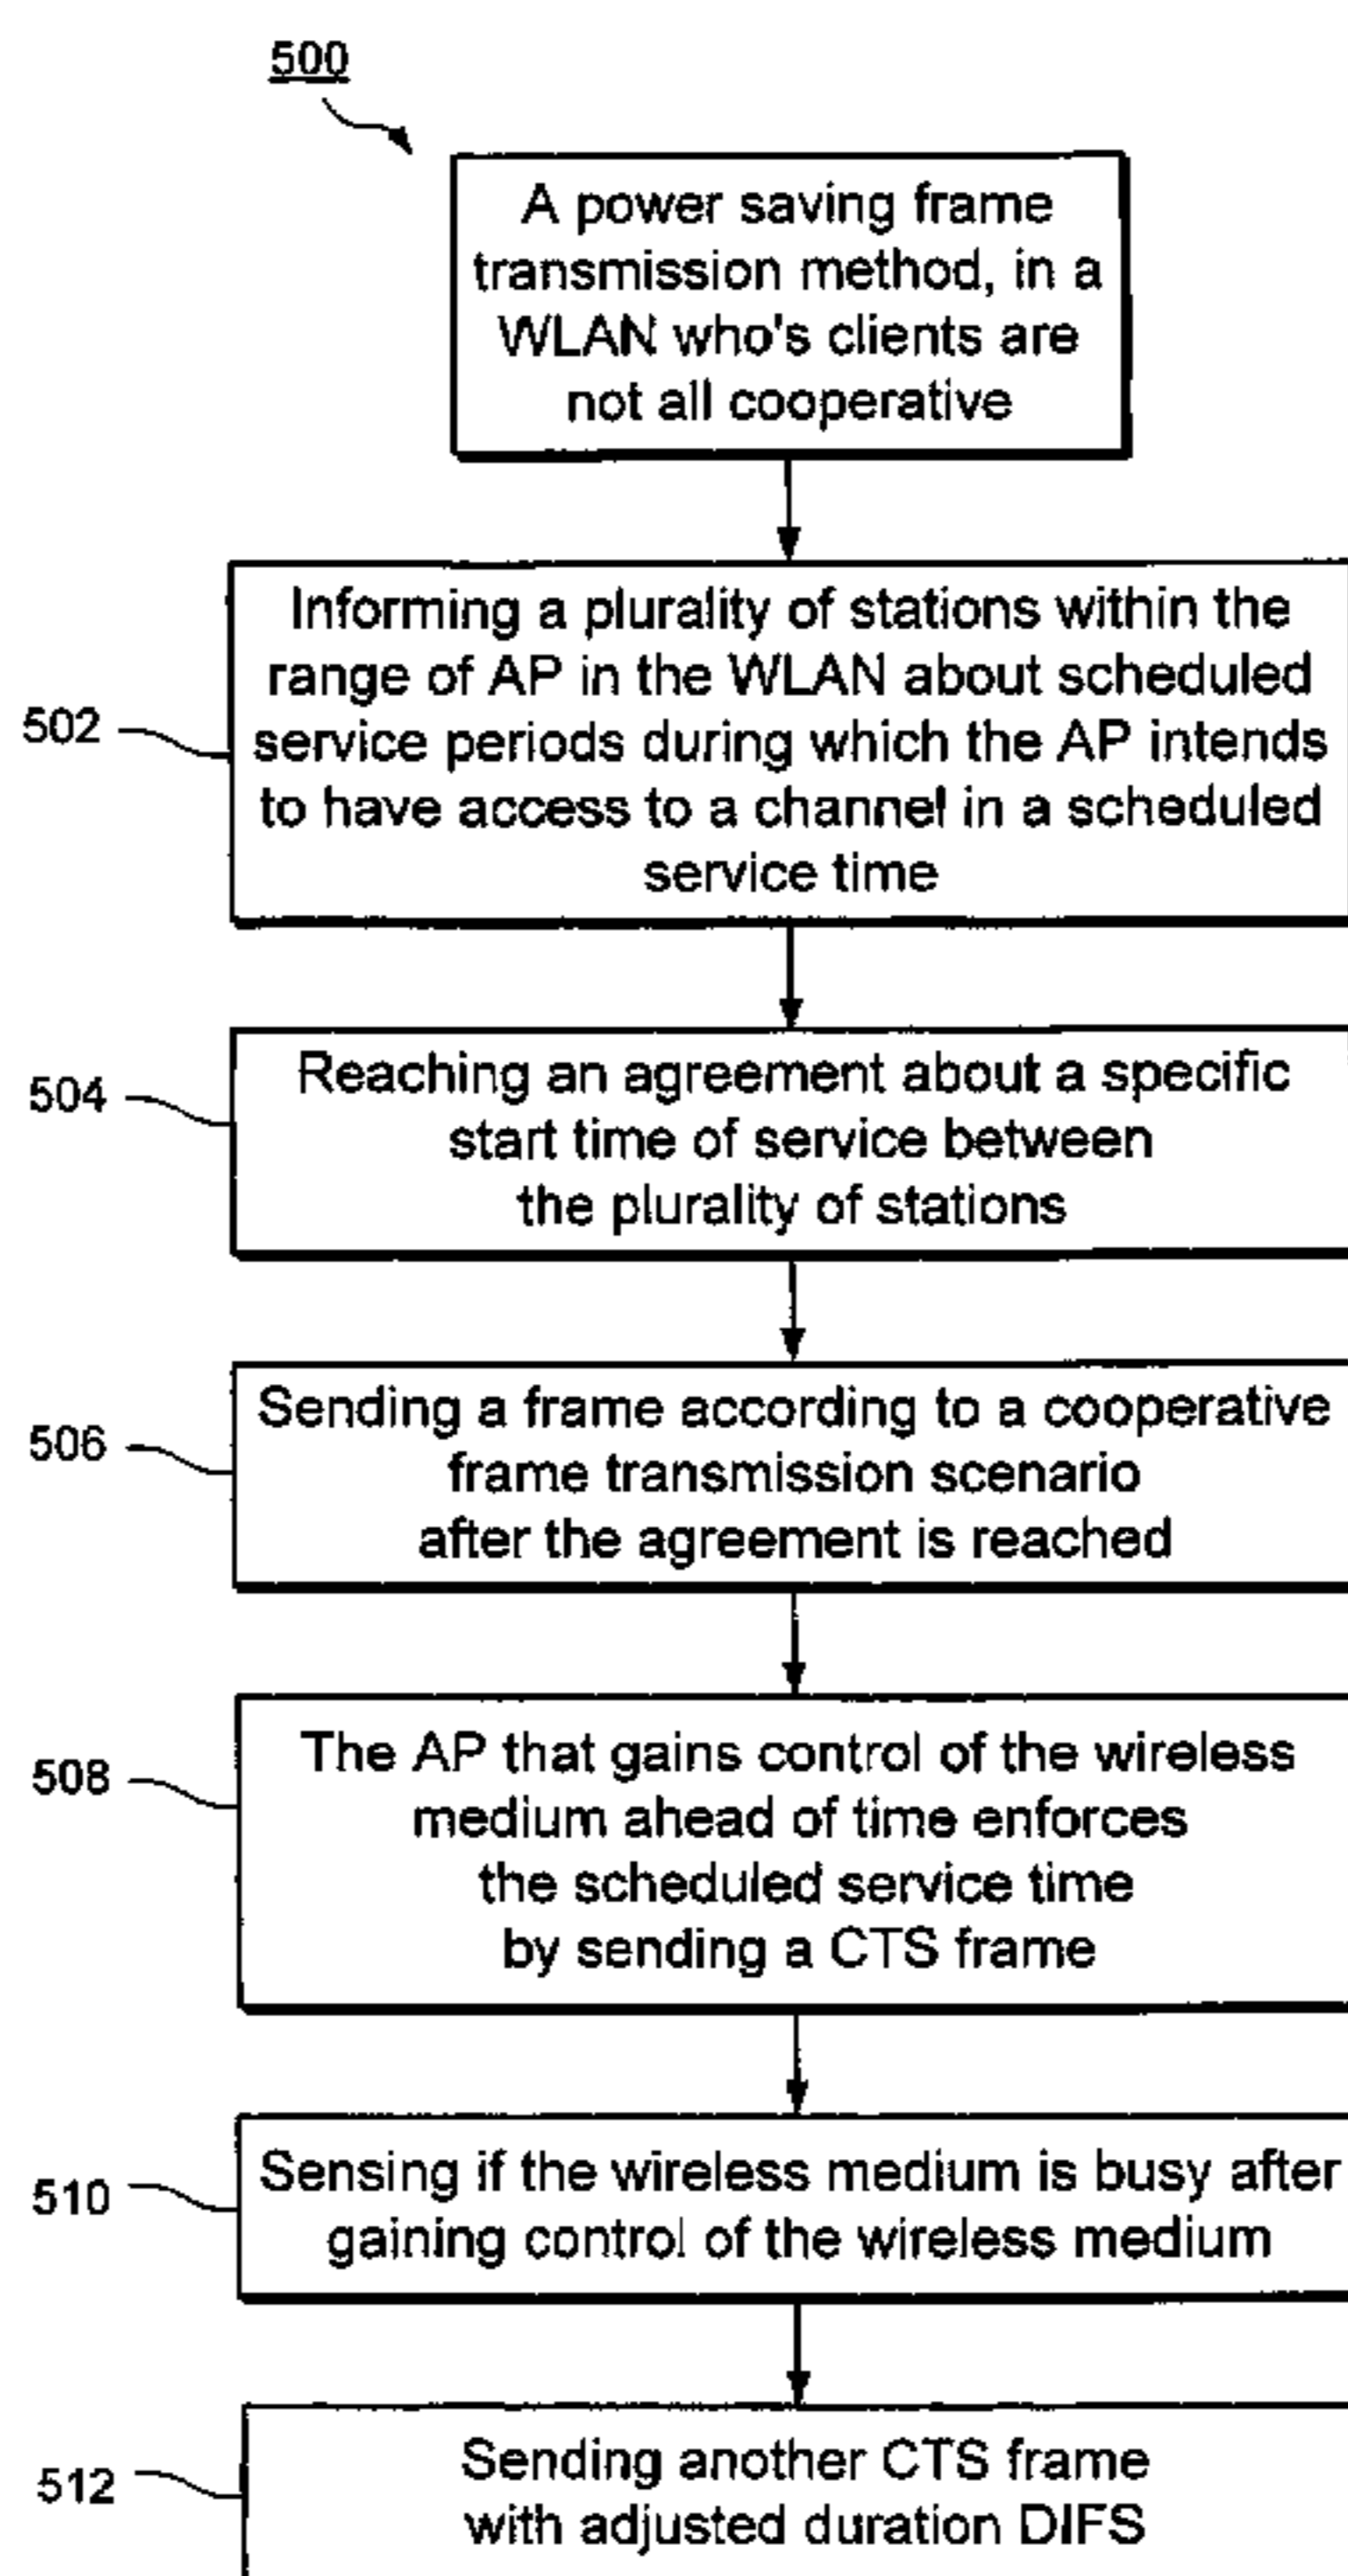 500
A power saving frame
transmission method, in a
WLAN who's clients are
not all cooperative
502
Informing a plurality of stations within the
range of AP in the WLAN about scheduled
service periods during which the AP intends
to have access to a channel in a scheduled
service time
504
Reaching an agreement about a specific
start time of service between
the plurality of stations
506
Sending a frame according to a cooperative
frame transmission scenario
after the agreement is reached
508
The AP that gains control of the wireless
medium ahead of time enforces
the scheduled service time
by sending a CTS frame
510
Sensing if the wireless medium is busy after
gaining control of the wireless medium
512
Sending another CTS frame
with adjusted duration DIFS